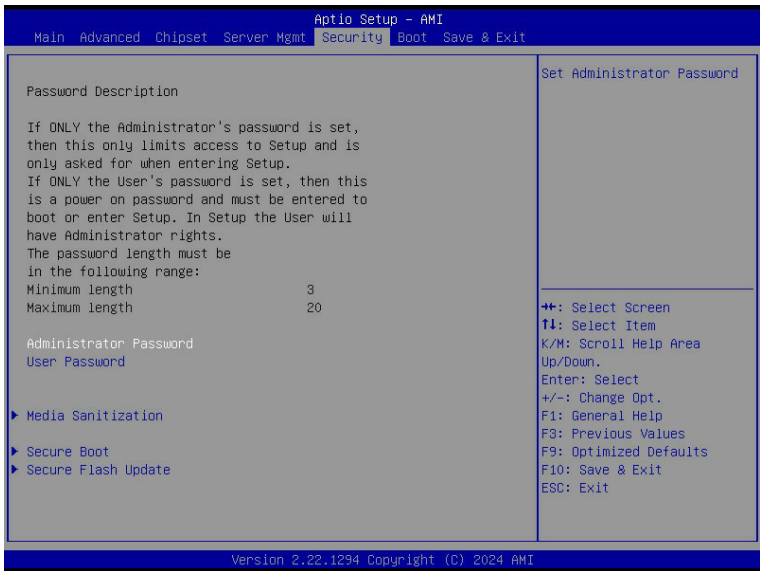 Aptio Setup - AMI
Main Advanced Chipset Server Mgmt Security Boot Save & Exit
Password Description
If ONLY the Administrator's password is set,
then this only limits access to Setup and is
only asked for when entering Setup.
If ONLY the User's password is set, then this
is a power on password and must be entered to
boot or enter Setup. In Setup the User will
have Administrator rights.
The password length must be
in the following range:
Minimum length 3
Maximum length 20
Administrator Password
User Password
Media Sanitization
Secure Boot
Secure Flash Update
Set Administrator Password
→←: Select Screen
↑↓: Select Item
K/M: Scroll Help Area
Up/Down.
Enter: Select
+/-: Change Opt.
F1: General Help
F3: Previous Values
F9: Optimized Defaults
F10: Save & Exit
ESC: Exit
Version 2.22.1294 Copyright (C) 2024 AMI